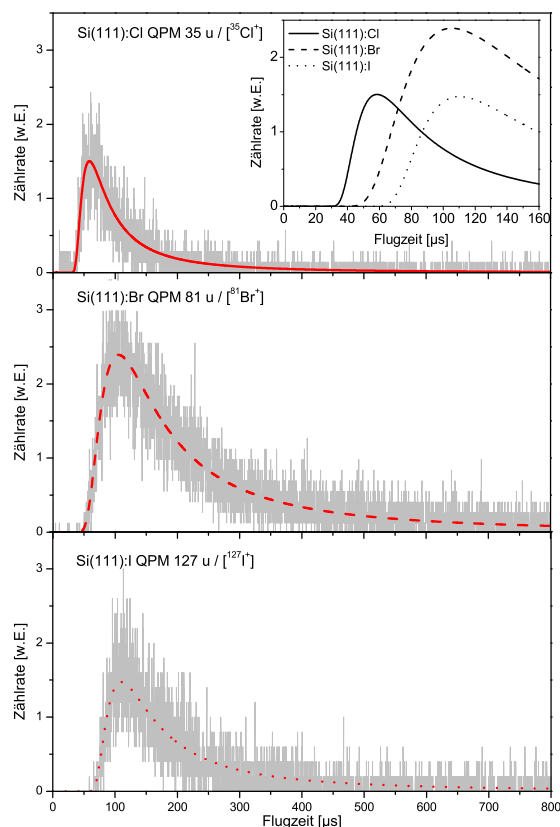 Si(111):Cl QPM 35 u / [³⁵Cl⁺]
Zählrate [w.E.]
3
2
1
0
Si(111):Cl
Si(111):Br
Si(111):I
Zählrate [w.E.]
2
1
0
0 20 40 60 80 100 120 140 160
Flugzeit [µs]
Si(111):Br QPM 81 u / [⁸¹Br⁺]
Zählrate [w.E.]
3
2
1
0
Si(111):I QPM 127 u / [¹²⁷I⁺]
Zählrate [w.E.]
3
2
1
0
0 100 200 300 400 500 600 700 800
Flugzeit [µs]